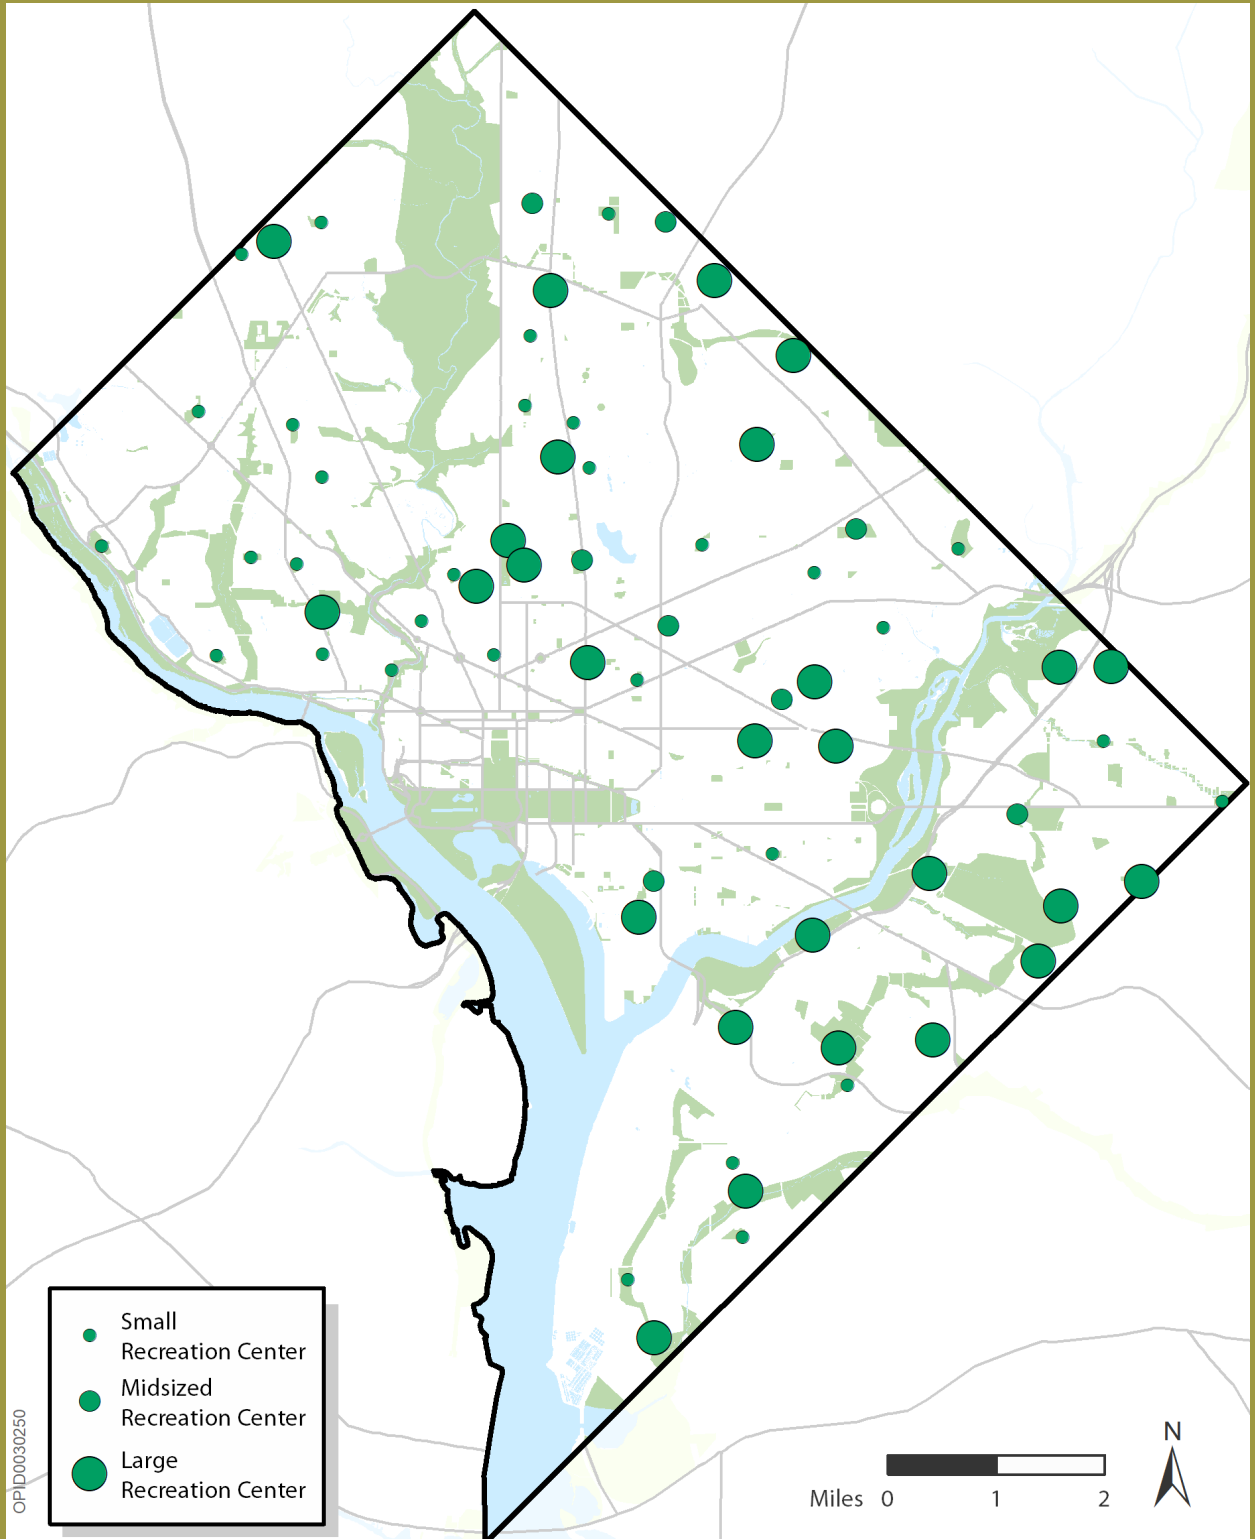 Small
Recreation Center
Midsized
Recreation Center
Large
Recreation Center
OPID0030250
N
Miles 0 1 2